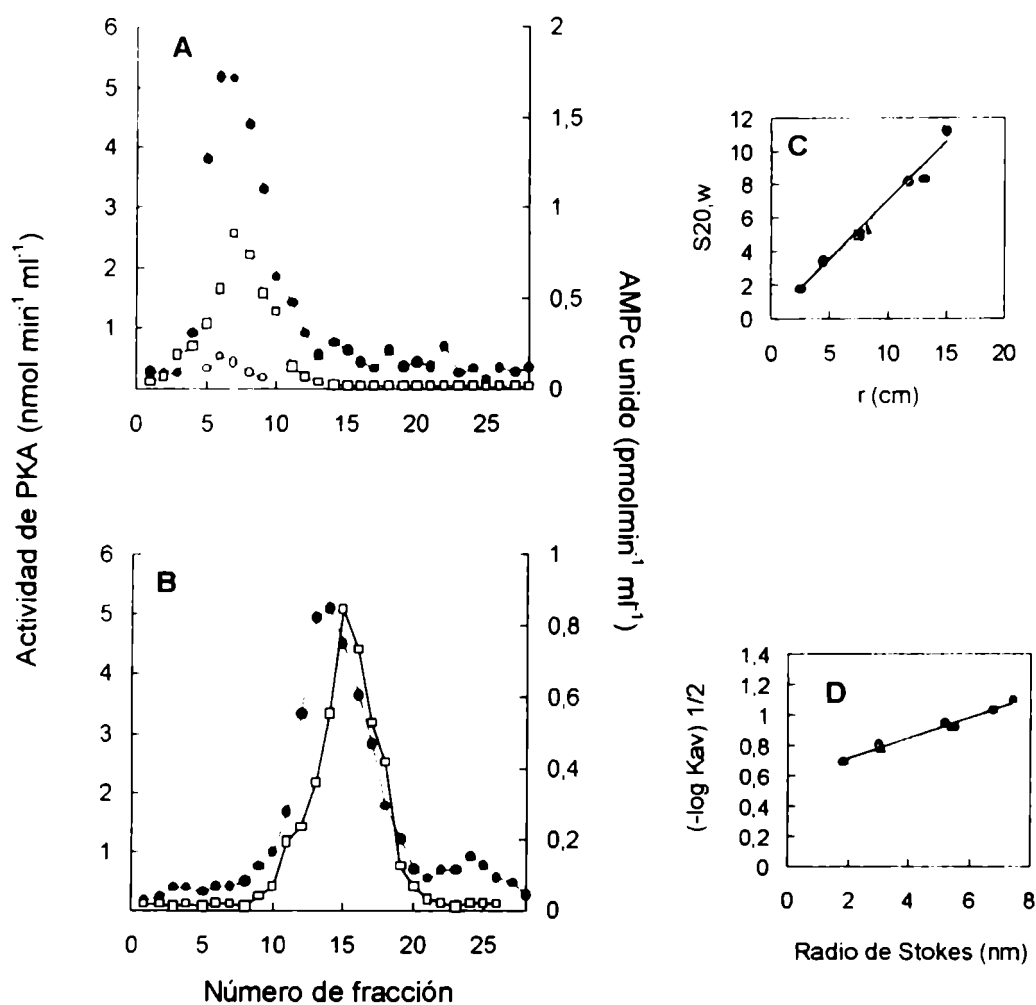 A
6
5
4
3
2
1
0 5 10 15 20 25
2
1,5
1
0,5
0
B
6
5
4
3
2
1
0 5 10 15 20 25
1
0,8
0,6
0,4
0,2
0
Actividad de PKA (nmol min⁻¹ ml⁻¹)
AMPc unido (pmolmin⁻¹ ml⁻¹)
Número de fracción
C
12
10
8
6
4
2
0
0 5 10 15 20
S20,w
r (cm)
D
1,4
1,2
1
0,8
0,6
0,4
0,2
0
0 2 4 6 8
(-log Kav) 1/2
Radio de Stokes (nm)